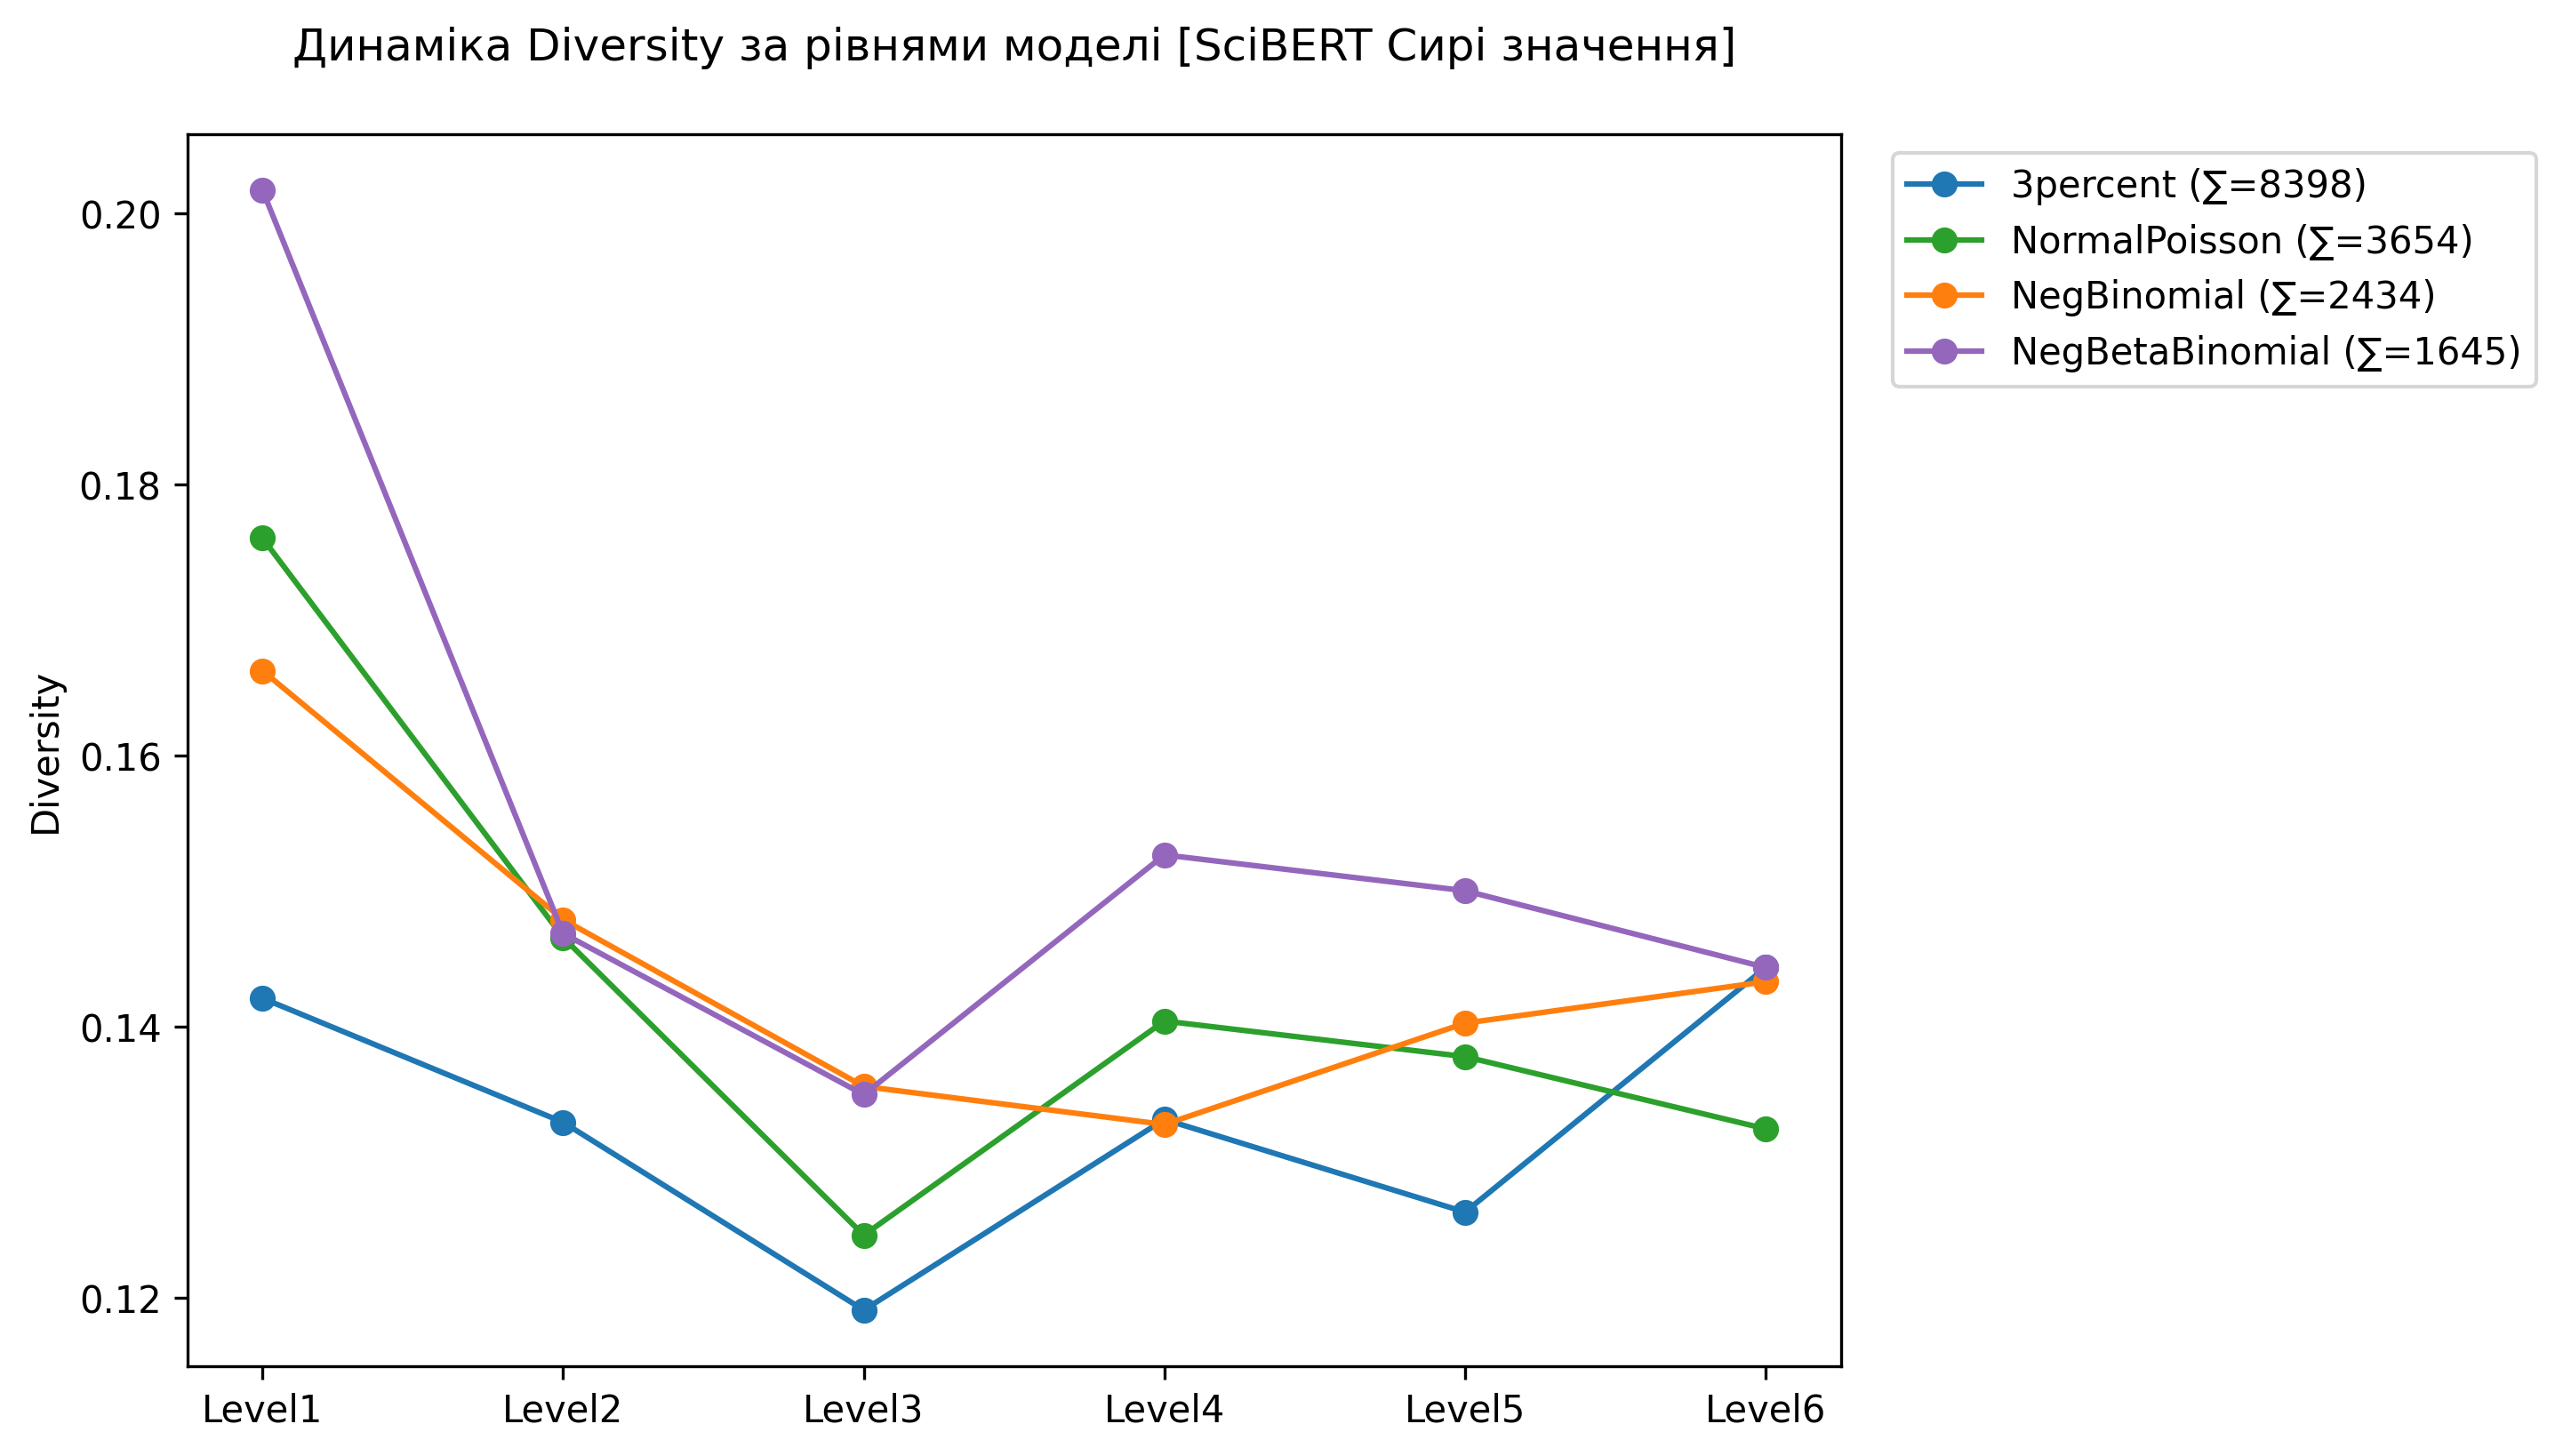 Динаміка Diversity за рівнями моделі [SciBERT Сирі значення]
3percent (∑=8398)
NormalPoisson (∑=3654)
NegBinomial (∑=2434)
NegBetaBinomial (∑=1645)
Diversity
0.20
0.18
0.16
0.14
0.12
Level1 Level2 Level3 Level4 Level5 Level6